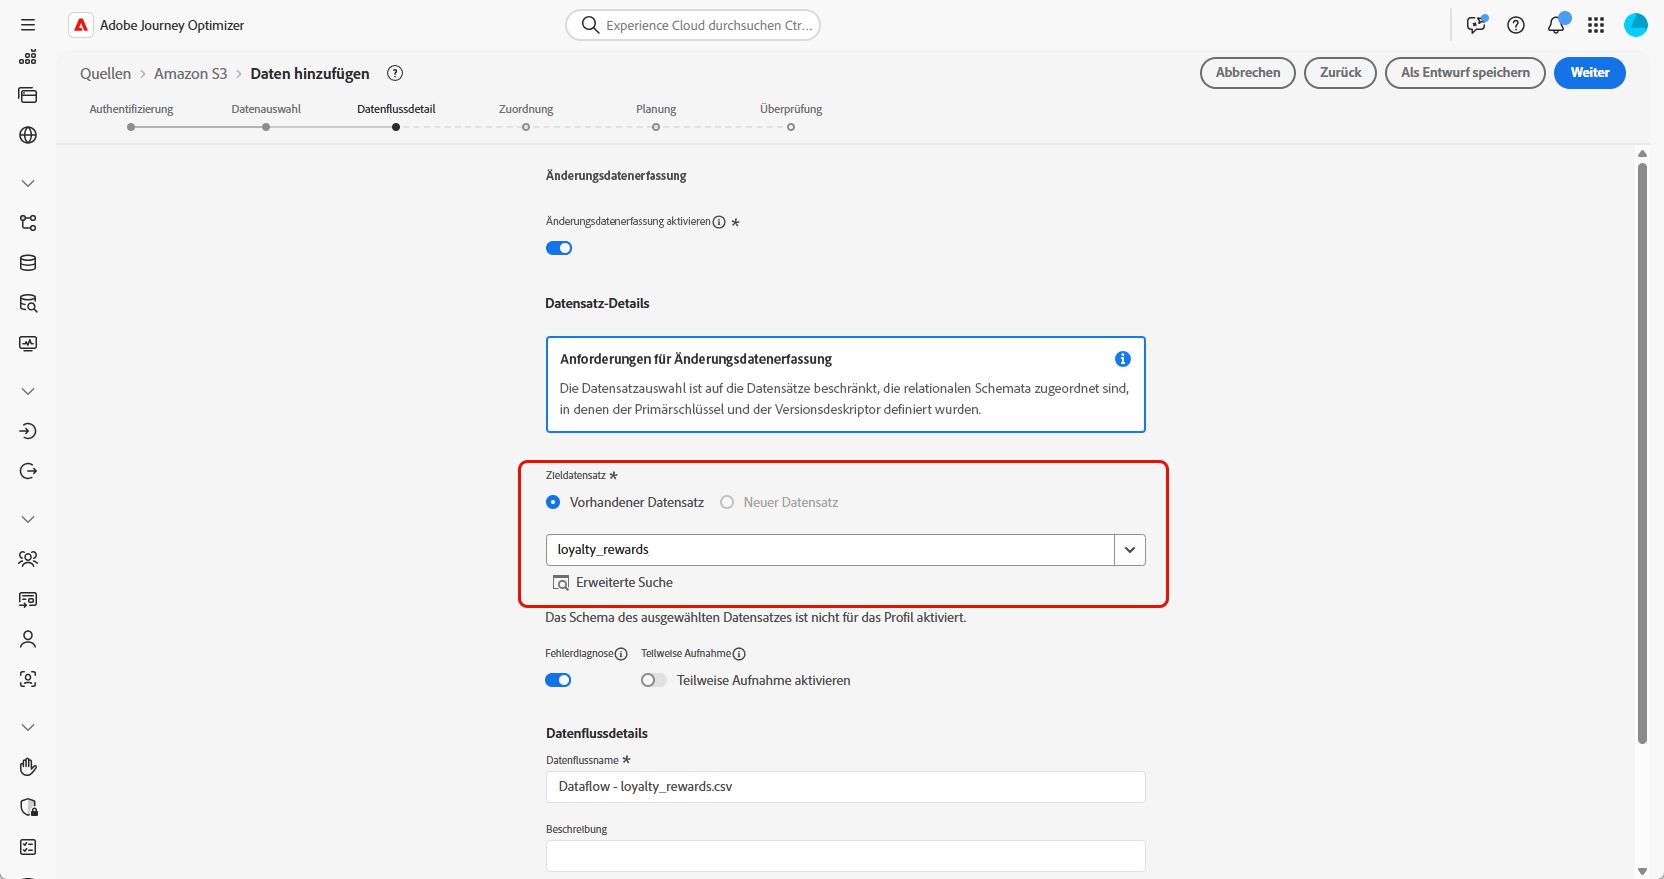 Adobe Journey Optimizer
Experience Cloud durchsuchen Ctr...
Quellen > Amazon S3 > Daten hinzufügen
Abbrechen
Zurück
Als Entwurf speichern
Weiter
Authentifizierung
Datenauswahl
Datenflussdetail
Zuordnung
Planung
Überprüfung
Änderungsdatenerfassung
Änderungsdatenerfassung aktivieren *
Datensatz-Details
Anforderungen für Änderungsdatenerfassung
Die Datensatzauswahl ist auf die Datensätze beschränkt, die relationalen Schemata zugeordnet sind,
in denen der Primärschlüssel und der Versionsdeskriptor definiert wurden.
Zieldatensatz *
Vorhandener Datensatz
Neuer Datensatz
loyalty_rewards
Erweiterte Suche
Das Schema des ausgewählten Datensatzes ist nicht für das Profil aktiviert.
Fehlerdiagnose
Teilweise Aufnahme
Teilweise Aufnahme aktivieren
Datenflussdetails
Datenflussname *
Dataflow - loyalty_rewards.csv
Beschreibung